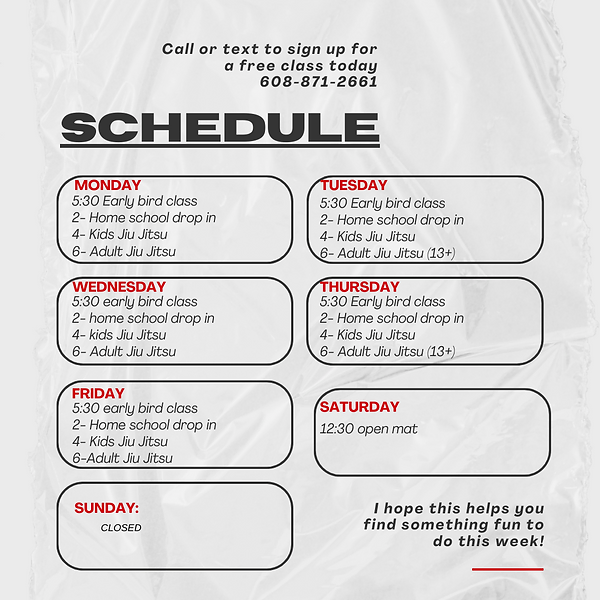 Call or text to sign up for
a free class today
608-871-2661
SCHEDULE
MONDAY
5:30 Early bird class
2- Home school drop in
4- Kids Jiu Jitsu
6- Adult Jiu Jitsu
TUESDAY
5:30 Early bird class
2- Home school drop in
4- Kids Jiu Jitsu
6- Adult Jiu Jitsu (13+)
WEDNESDAY
5:30 early bird class
2- home school drop in
4- kids Jiu Jitsu
6- Adult Jiu Jitsu
THURSDAY
5:30 Early bird class
2- Home school drop in
4- Kids Jiu Jitsu
6- Adult Jiu Jitsu (13+)
FRIDAY
5:30 early bird class
2- Home school drop in
4- Kids Jiu Jitsu
6-Adult Jiu Jitsu
SATURDAY
12:30 open mat
SUNDAY:
CLOSED
I hope this helps you
find something fun to
do this week!